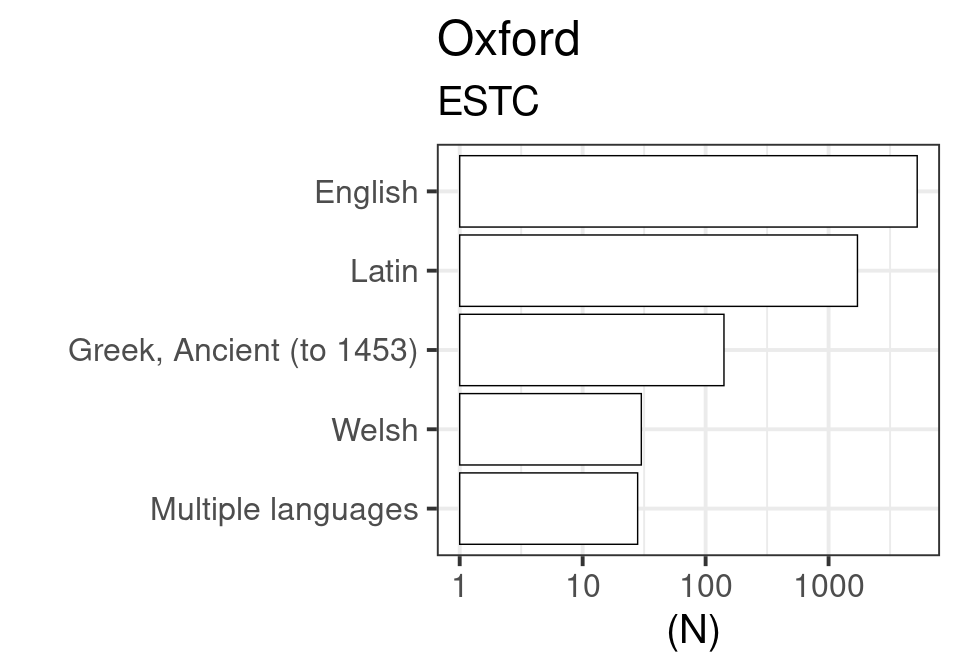 Oxford
ESTC
English
Latin
Greek, Ancient (to 1453)
Welsh
Multiple languages
1 10 100 1000
(N)